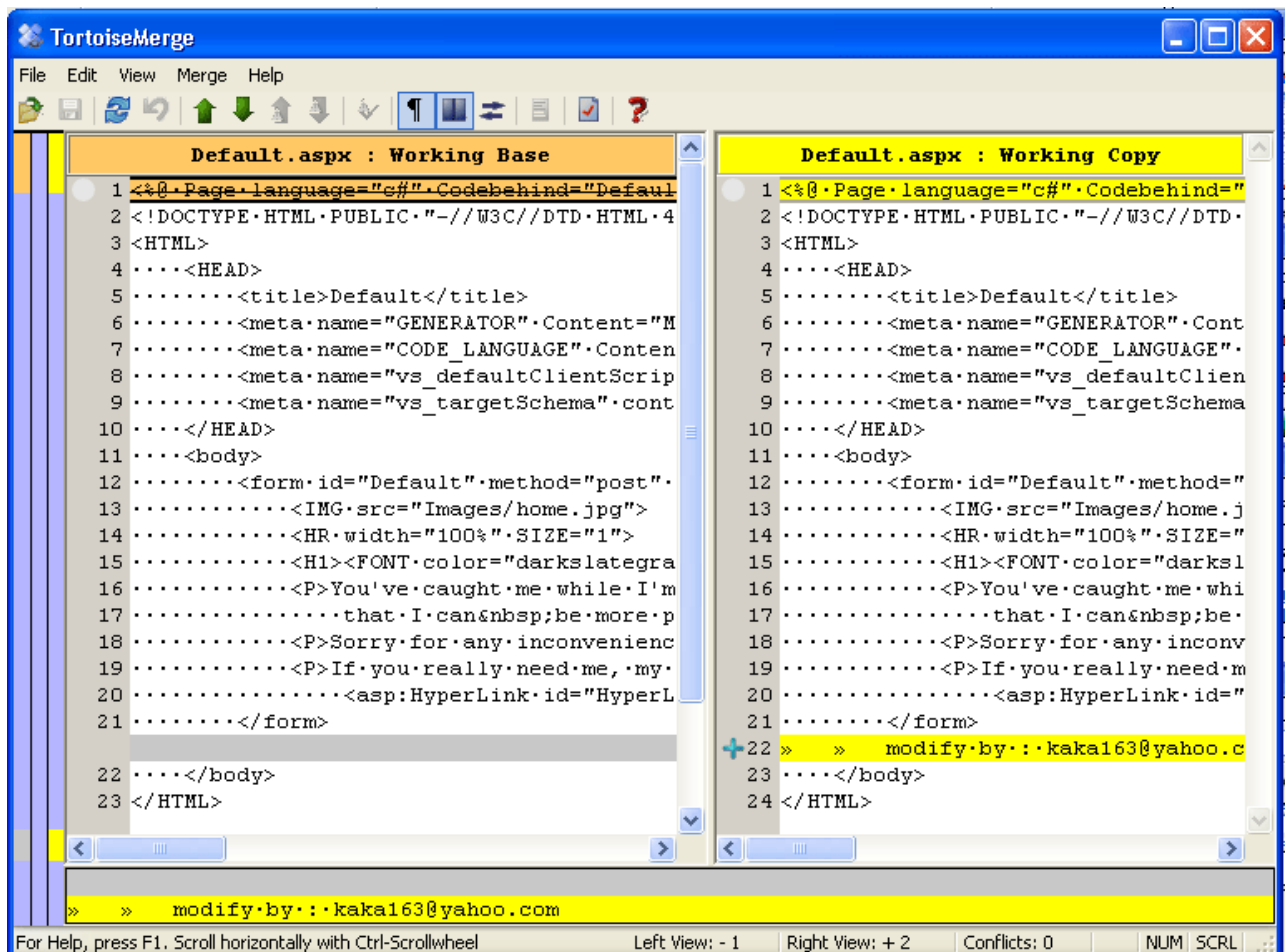 TortoiseMerge
File Edit View Merge Help
Default.aspx : Working Base
1 <%@·Page·language="c#"·Codebehind="Defaul
2 <!DOCTYPE·HTML·PUBLIC·"-//W3C//DTD·HTML·4
3 <HTML>
4 ····<HEAD>
5 ········<title>Default</title>
6 ········<meta·name="GENERATOR"·Content="M
7 ········<meta·name="CODE_LANGUAGE"·Conten
8 ········<meta·name="vs_defaultClientScrip
9 ········<meta·name="vs_targetSchema"·cont
10 ····</HEAD>
11 ····<body>
12 ········<form·id="Default"·method="post"·
13 ············<IMG·src="Images/home.jpg">
14 ············<HR·width="100%"·SIZE="1">
15 ············<H1><FONT·color="darkslategra
16 ············<P>You've·caught·me·while·I'm
17 ················that·I·can&nbsp;be·more·p
18 ············<P>Sorry·for·any·inconvenienc
19 ············<P>If·you·really·need·me,·my·
20 ················<asp:HyperLink·id="HyperL
21 ········</form>
22 ····</body>
23 </HTML>
Default.aspx : Working Copy
1 <%@·Page·language="c#"·Codebehind="
2 <!DOCTYPE·HTML·PUBLIC·"-//W3C//DTD·
3 <HTML>
4 ····<HEAD>
5 ········<title>Default</title>
6 ········<meta·name="GENERATOR"·Cont
7 ········<meta·name="CODE_LANGUAGE"·
8 ········<meta·name="vs_defaultClien
9 ········<meta·name="vs_targetSchema
10 ····</HEAD>
11 ····<body>
12 ········<form·id="Default"·method="
13 ············<IMG·src="Images/home.j
14 ············<HR·width="100%"·SIZE="
15 ············<H1><FONT·color="darksl
16 ············<P>You've·caught·me·whi
17 ················that·I·can&nbsp;be·
18 ············<P>Sorry·for·any·inconv
19 ············<P>If·you·really·need·m
20 ················<asp:HyperLink·id="
21 ········</form>
22 » » modify·by·:·kaka163@yahoo.c
23 ····</body>
24 </HTML>
» » modify·by·:·kaka163@yahoo.com
For Help, press F1. Scroll horizontally with Ctrl-Scrollwheel Left View: - 1 Right View: + 2 Conflicts: 0 NUM SCRL